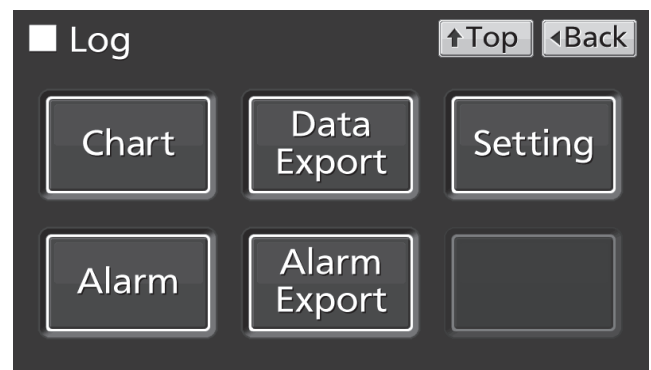 Log
↑Top
◂Back
Chart
Data
Export
Setting
Alarm
Alarm
Export